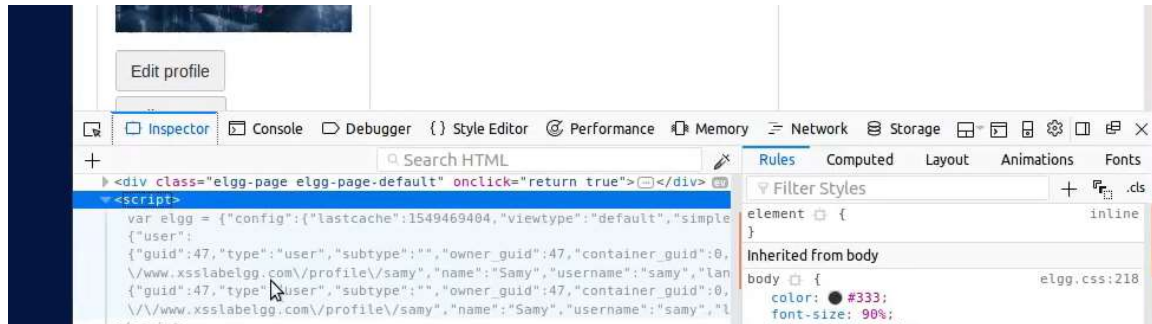 Edit profile
Inspector Console Debugger {} Style Editor Performance Memory Network Storage
+ Search HTML
Rules Computed Layout Animations Fonts
<div class="elgg-page elgg-page-default" onclick="return true"></div> ev
Filter Styles + .cls
<script>
var elgg = {"config":{"lastcache":1549469404,"viewtype":"default","simple
{"user":
{"guid":47,"type":"user","subtype":"","owner_guid":47,"container_guid":0,
\/www.xsslabelgg.com\/profile\/samy","name":"Samy","username":"samy","lan
{"guid":47,"type":"user","subtype":"","owner_guid":47,"container_guid":0,
\/\/www.xsslabelgg.com\/profile\/samy","name":"Samy","username":"samy","l
element { inline
}
Inherited from body
body { elgg.css:218
color: #333;
font-size: 90%;